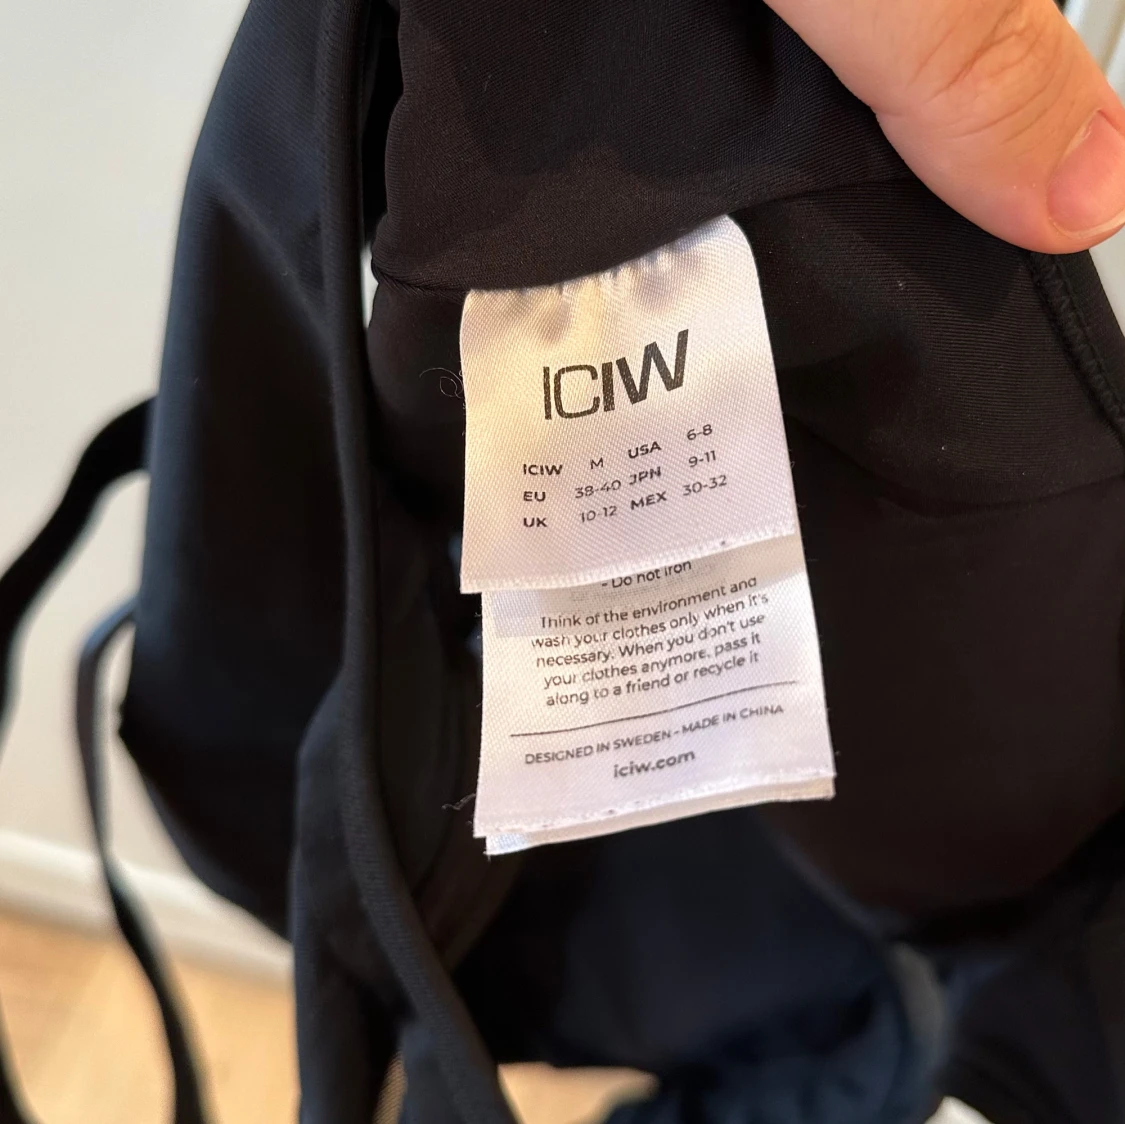 ICIW
ICIW M USA 6-8
EU 38-40 JPN 9-11
UK 10-12 MEX 30-32
- Do not iron
Think of the environment and
wash your clothes only when it's
necessary. When you don't use
your clothes anymore, pass it
along to a friend or recycle it
DESIGNED IN SWEDEN - MADE IN CHINA
iciw.com